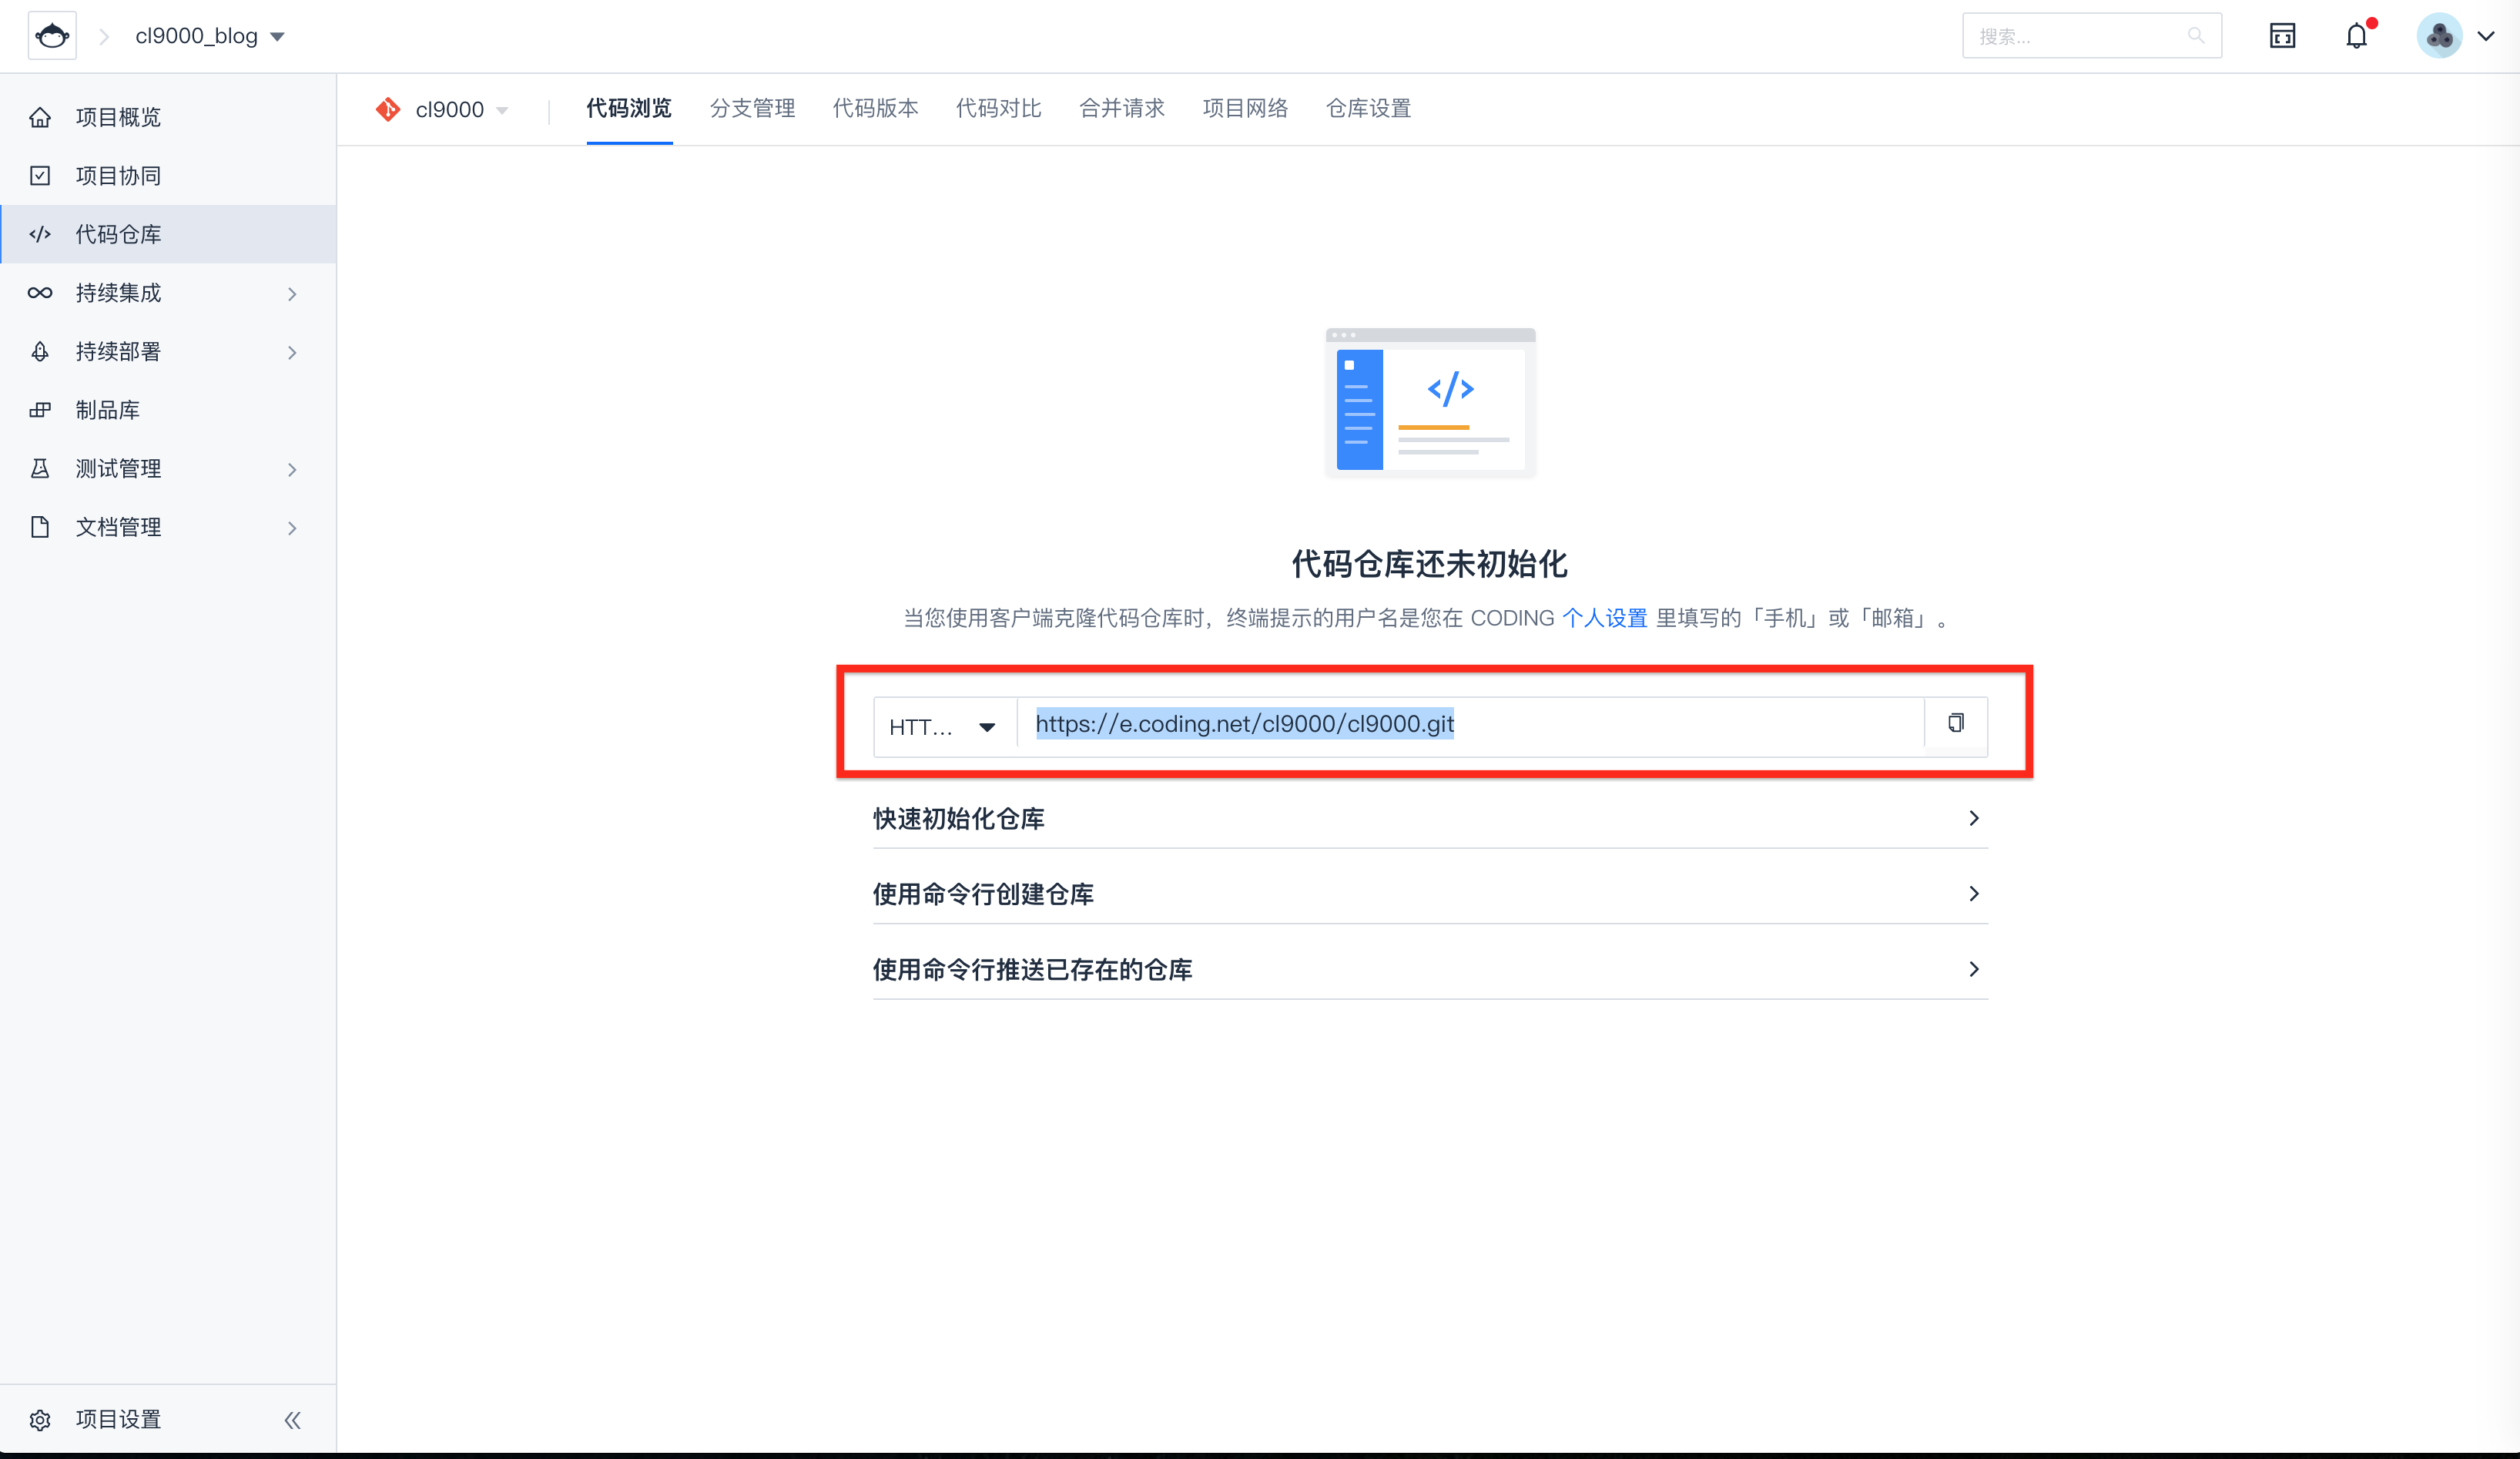 cl9000_blog
搜索...
项目概览
项目协同
代码仓库
持续集成
持续部署
制品库
测试管理
文档管理
项目设置
cl9000
代码浏览 分支管理 代码版本 代码对比 合并请求 项目网络 仓库设置
</>
代码仓库还未初始化
当您使用客户端克隆代码仓库时，终端提示的用户名是您在 CODING 个人设置 里填写的「手机」或「邮箱」。
HTT... https://e.coding.net/cl9000/cl9000.git
快速初始化仓库
使用命令行创建仓库
使用命令行推送已存在的仓库